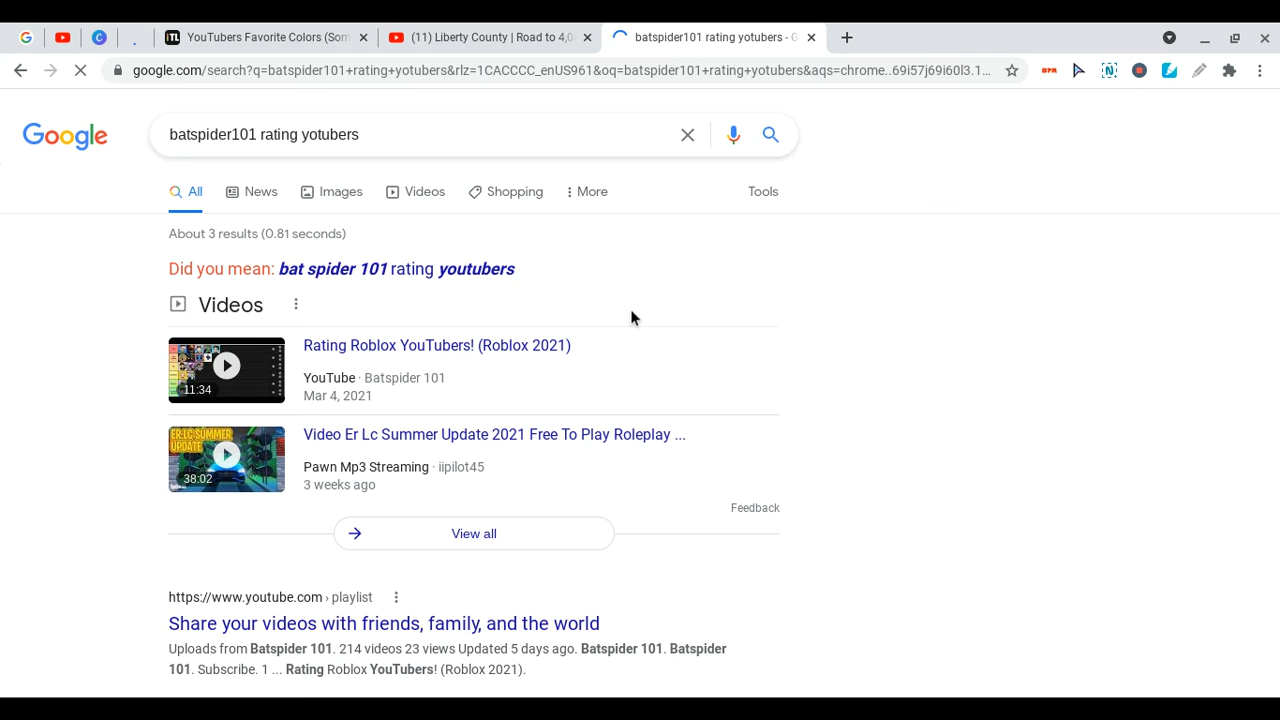 YouTubers Favorite Colors (Som
(11) Liberty County | Road to 4,0
batspider101 rating yotubers - G
google.com/search?q=batspider101+rating+yotubers&rlz=1CACCCC_enUS961&oq=batspider101+rating+yotubers&aqs=chrome..69i57j69i60l3.1...
Google
batspider101 rating yotubers
All
News
Images
Videos
Shopping
More
Tools
About 3 results (0.81 seconds)
Did you mean: bat spider 101 rating youtubers
Videos
Rating Roblox YouTubers! (Roblox 2021)
YouTube · Batspider 101
Mar 4, 2021
11:34
Video Er Lc Summer Update 2021 Free To Play Roleplay ...
ER:LC SUMMER
UPDATE
Pawn Mp3 Streaming · iipilot45
3 weeks ago
38:02
Feedback
View all
https://www.youtube.com › playlist
Share your videos with friends, family, and the world
Uploads from Batspider 101. 214 videos 23 views Updated 5 days ago. Batspider 101. Batspider
101. Subscribe. 1 ... Rating Roblox YouTubers! (Roblox 2021).